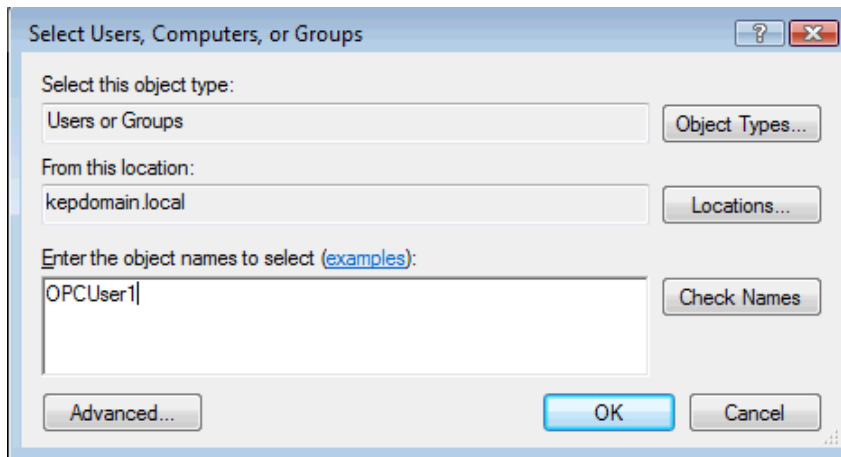 Select Users, Computers, or Groups
Select this object type:
Users or Groups
Object Types...
From this location:
kepdomain.local
Locations...
Enter the object names to select (examples):
OPCUser1
Check Names
Advanced...
OK
Cancel